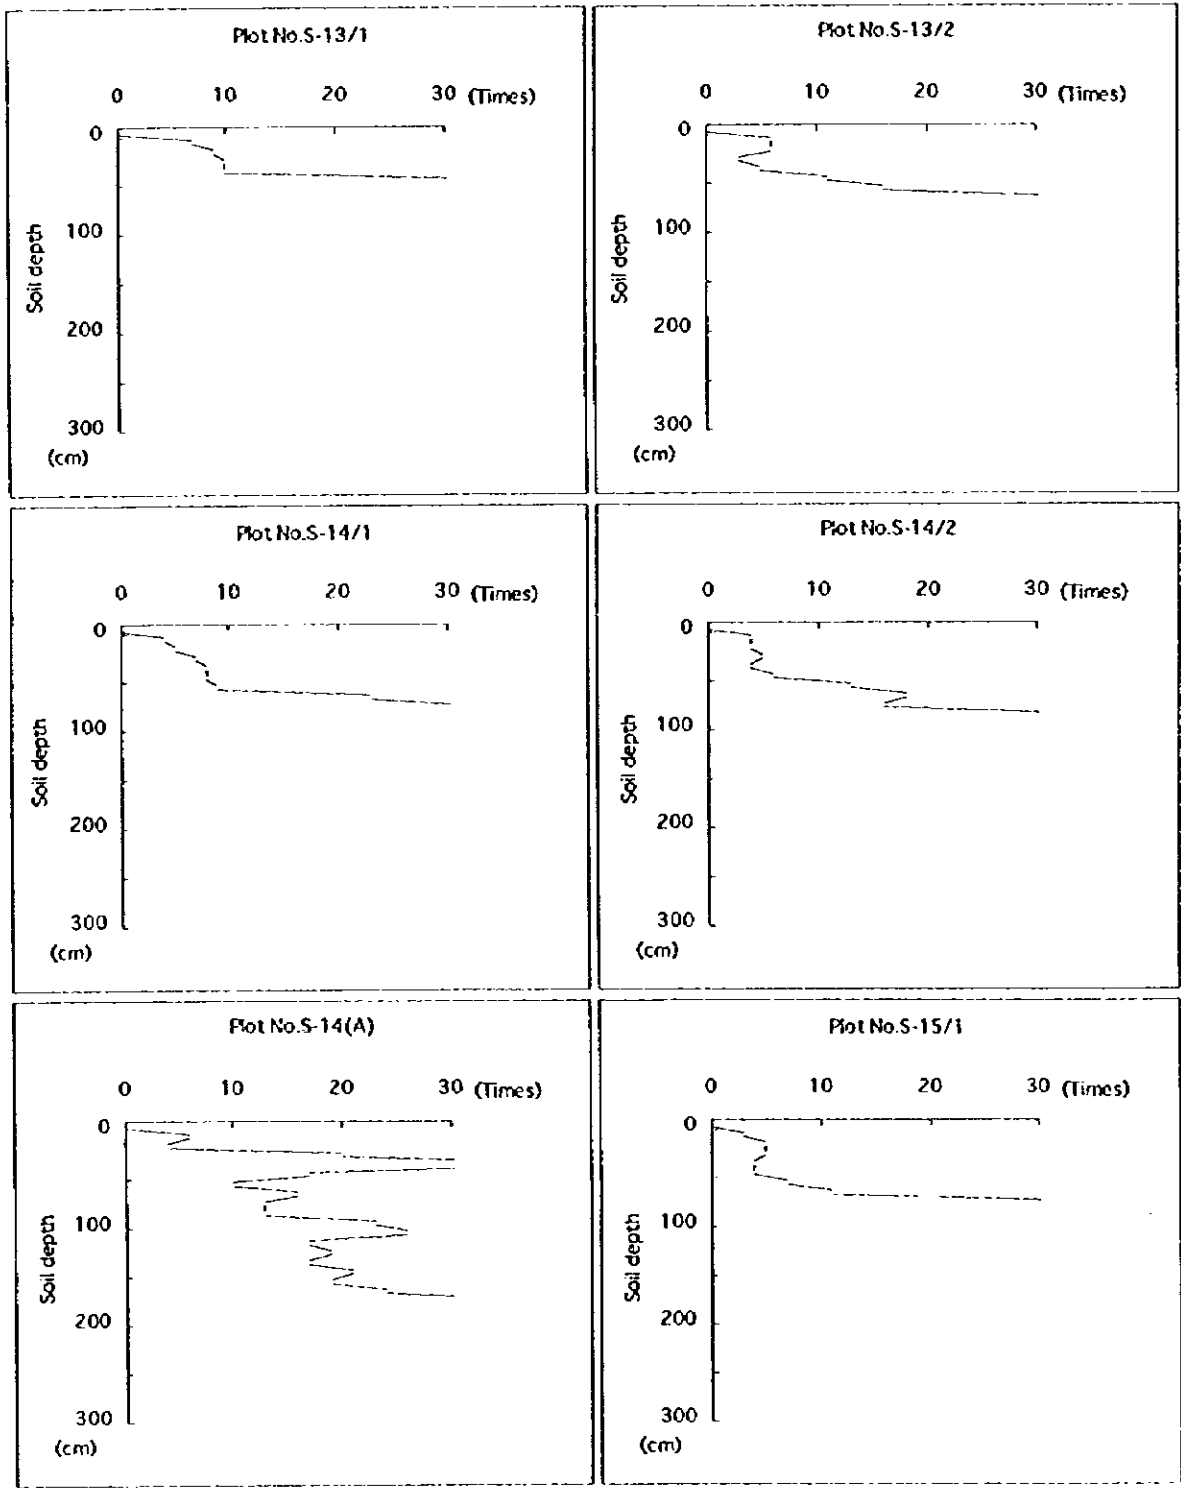 Plot No.S-13/1
0 10 20 30 (Times)
0
100
200
300
(cm)
Soil depth
Plot No.S-13/2
0 10 20 30 (Times)
0
100
200
300
(cm)
Soil depth
Plot No.S-14/1
0 10 20 30 (Times)
0
100
200
300
(cm)
Soil depth
Plot No.S-14/2
0 10 20 30 (Times)
0
100
200
300
(cm)
Soil depth
Plot No.S-14(A)
0 10 20 30 (Times)
0
100
200
300
(cm)
Soil depth
Plot No.S-15/1
0 10 20 30 (Times)
0
100
200
300
(cm)
Soil depth